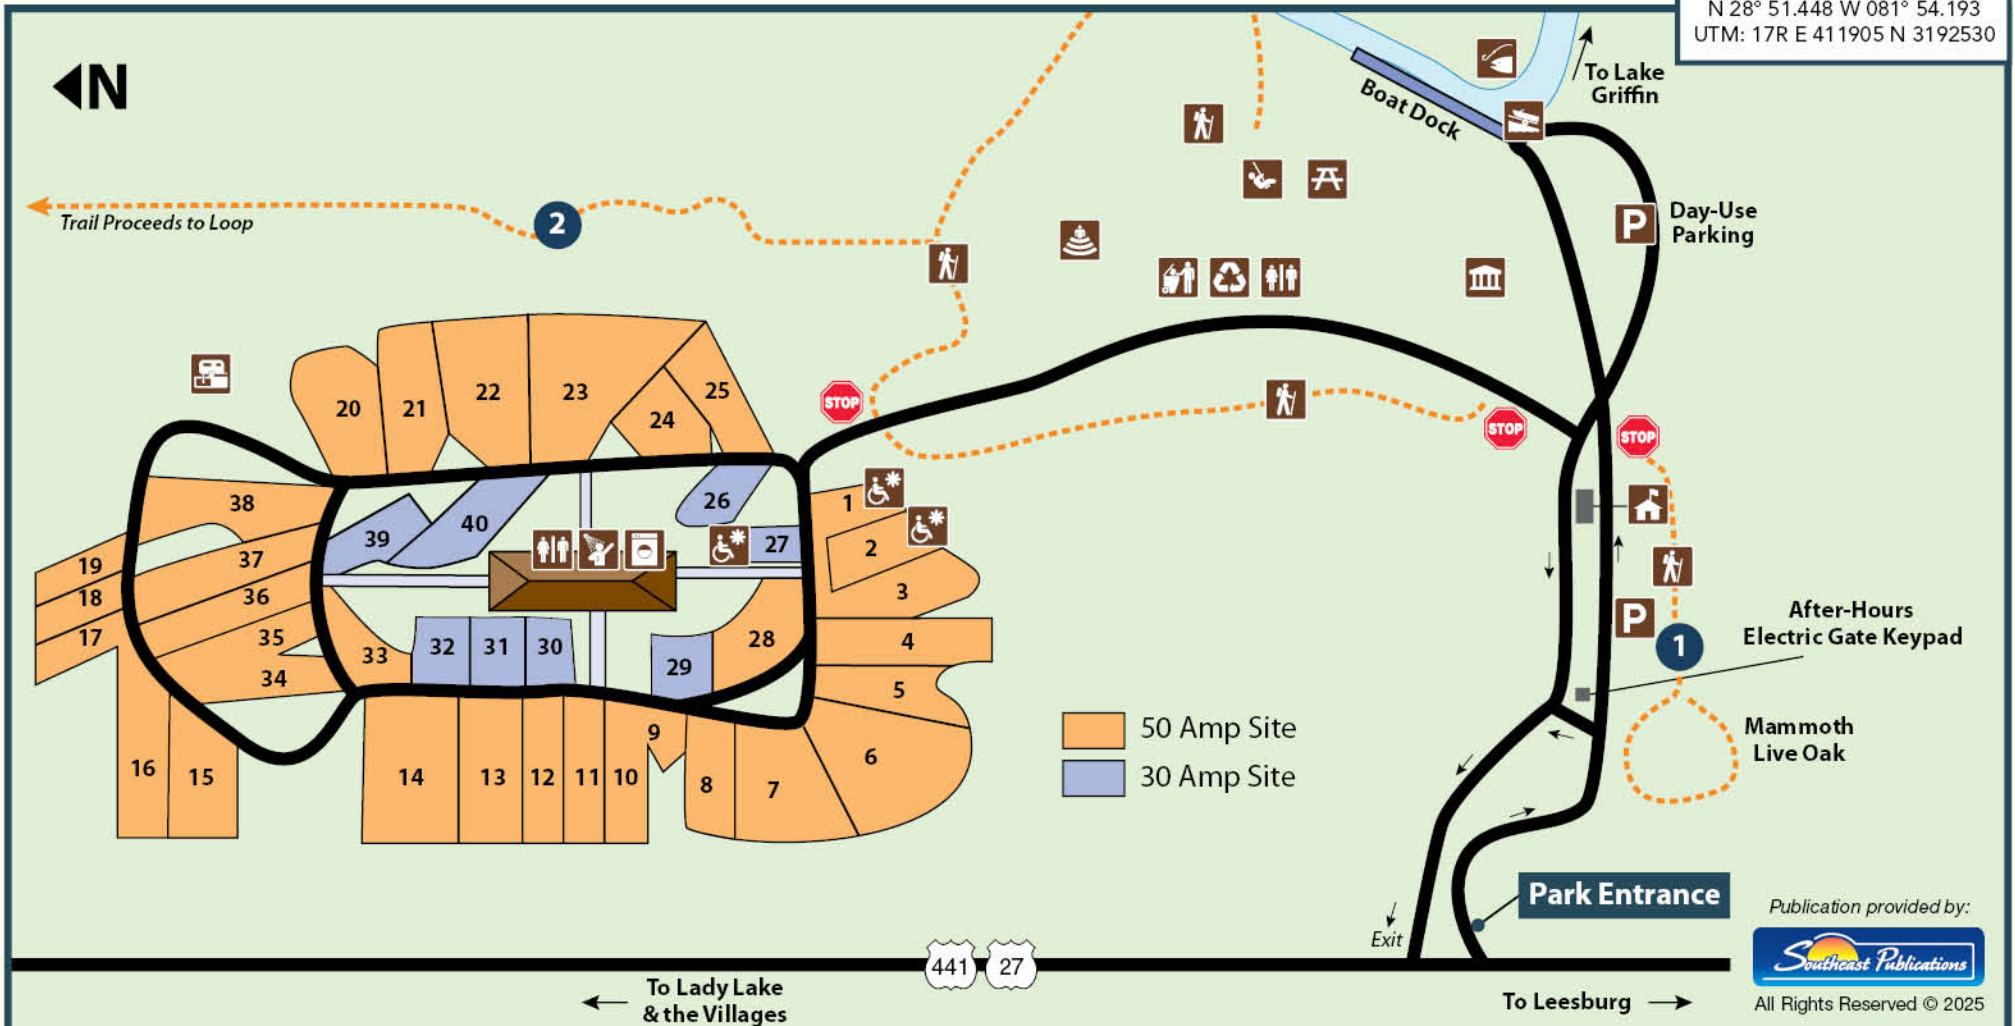 N 28° 51.448 W 081° 54.193
UTM: 17R E 411905 N 3192530
N
To Lake
Griffin
Boat Dock
Trail Proceeds to Loop
2
P
Day-Use
Parking
STOP
STOP
STOP
20
21
22
23
24
25
38
39
40
26
27
1
2
3
19
18
17
37
36
35
34
33
32
31
30
29
28
4
5
6
16
15
14
13
12
11
10
9
8
7
P
1
After-Hours
Electric Gate Keypad
Mammoth
Live Oak
50 Amp Site
30 Amp Site
Park Entrance
Exit
441
27
To Lady Lake
& the Villages
To Leesburg
Publication provided by:
Southeast Publications
All Rights Reserved © 2025